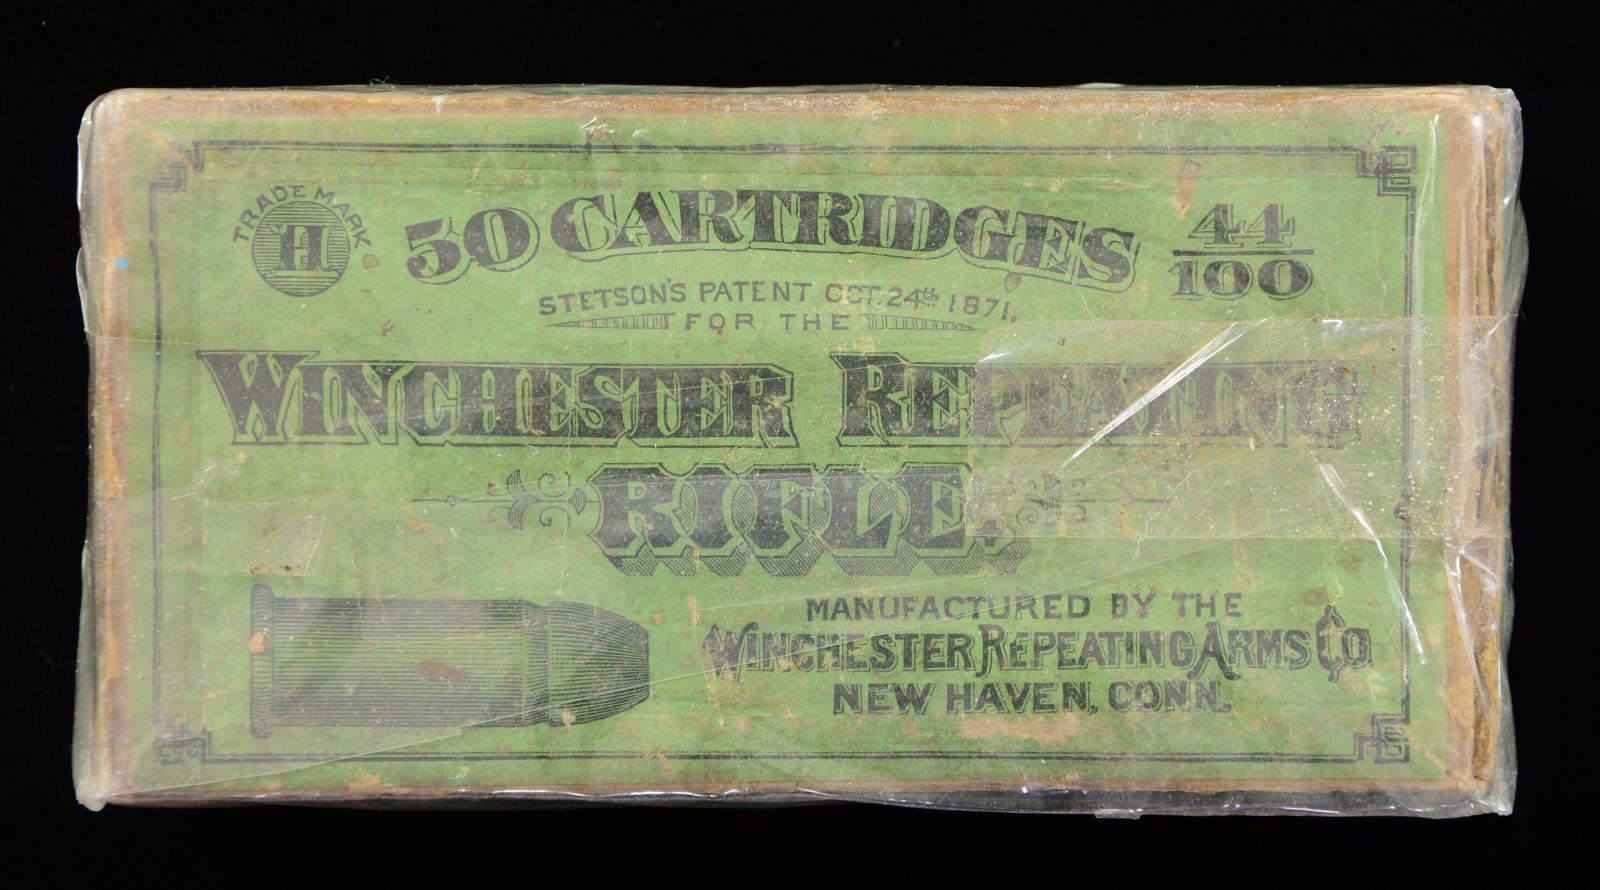 TRADE MARK
H
50 CARTRIDGES 44/100
STETSON'S PATENT OCT. 24th 1871.
FOR THE
WINCHESTER REPEATING
RIFLE.
MANUFACTURED BY THE
WINCHESTER REPEATING ARMS CO.
NEW HAVEN, CONN.